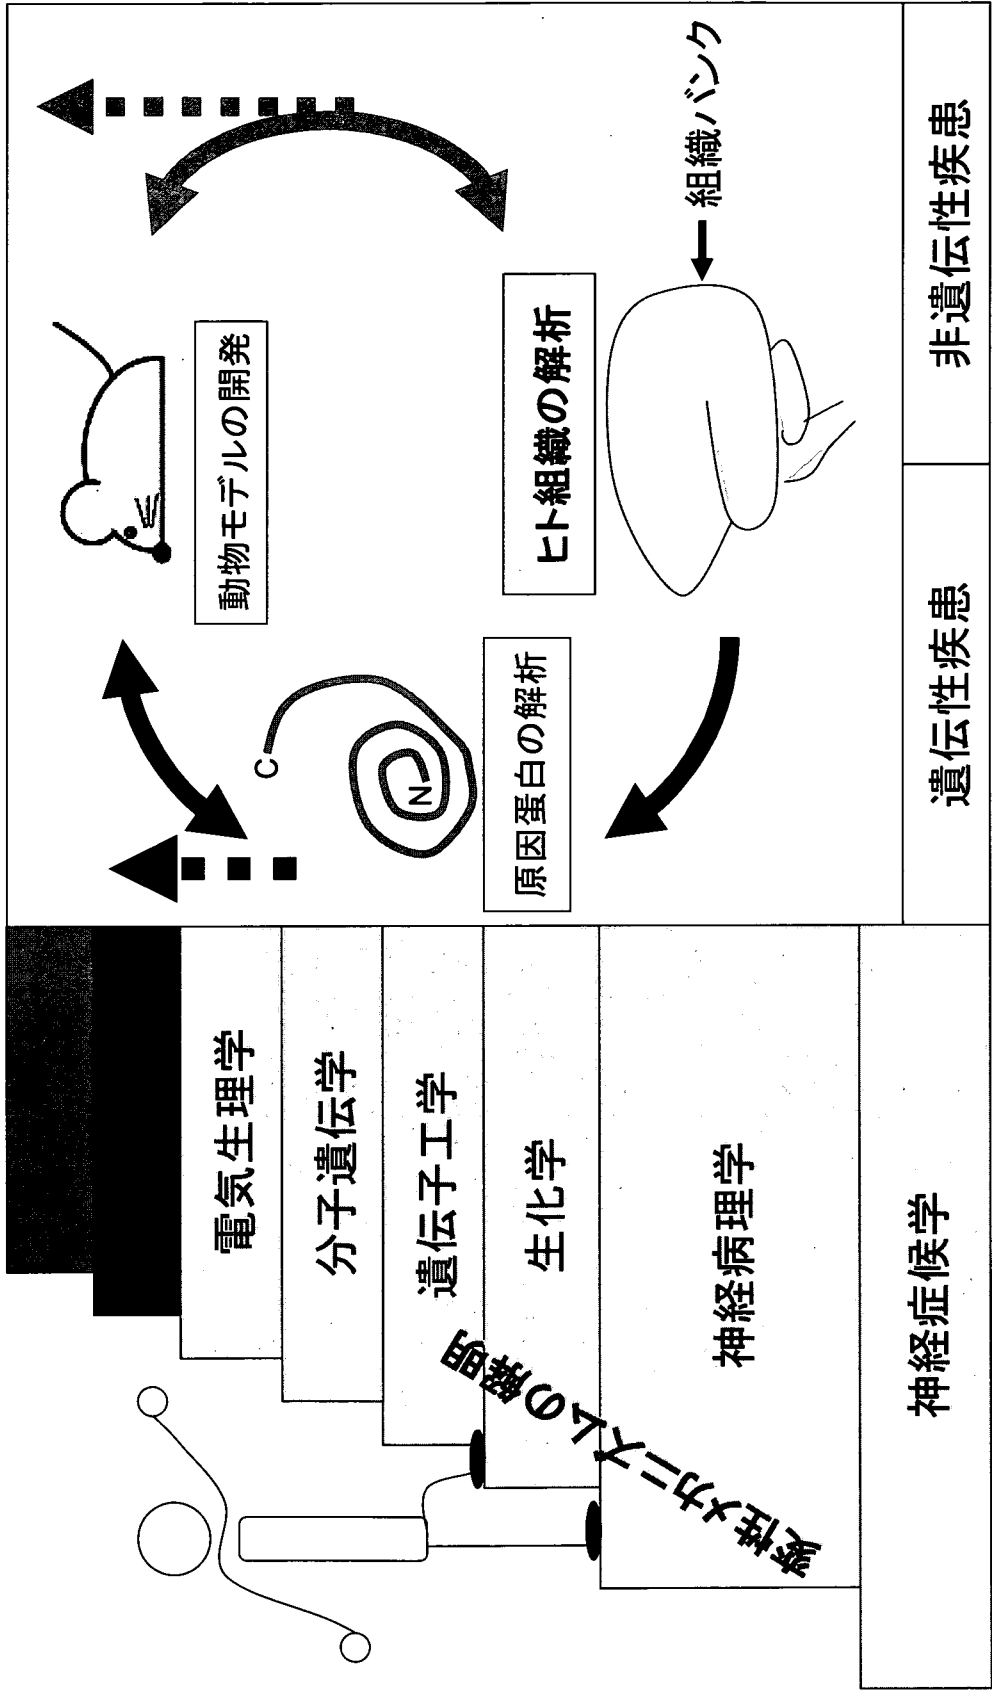 電気生理学
分子遺伝学
遺伝子工学
生化学
神経病理学
神経症候学
変性メカニズムの解明
動物モデルの開発
C
N
原因蛋白の解析
ヒト組織の解析
組織バンク
遺伝性疾患
非遺伝性疾患